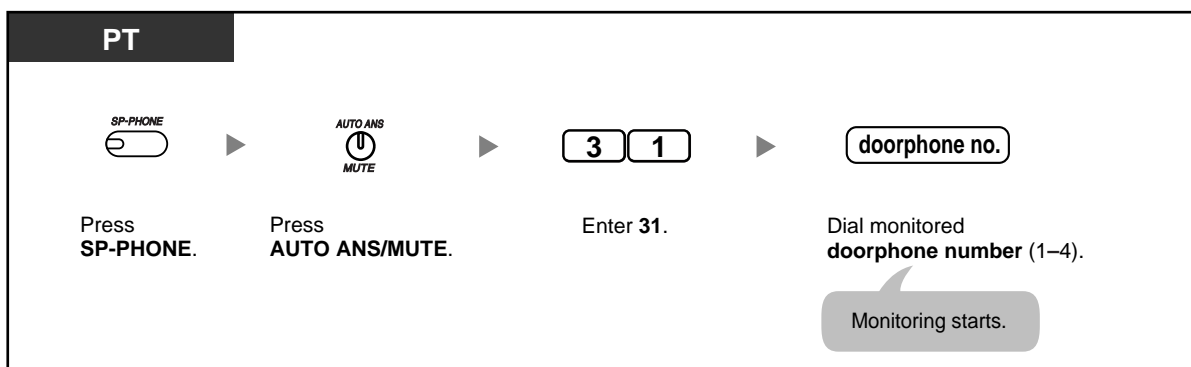 PT
SP-PHONE
AUTO ANS
MUTE
3 1
doorphone no.
Press
SP-PHONE.
Press
AUTO ANS/MUTE.
Enter 31.
Dial monitored
doorphone number (1–4).
Monitoring starts.